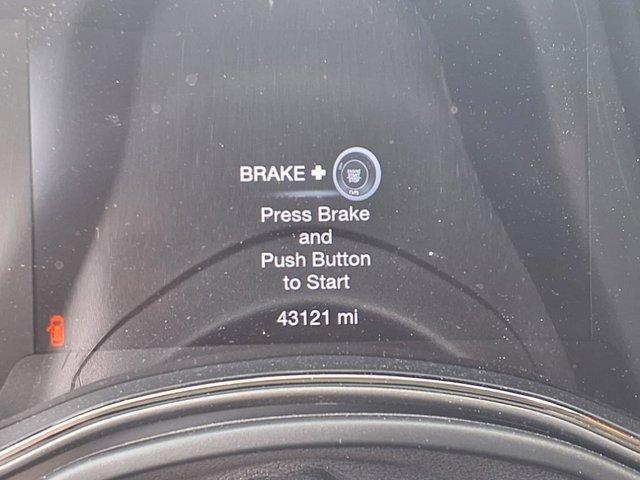 BRAKE +
Press Brake
and
Push Button
to Start
43121 mi